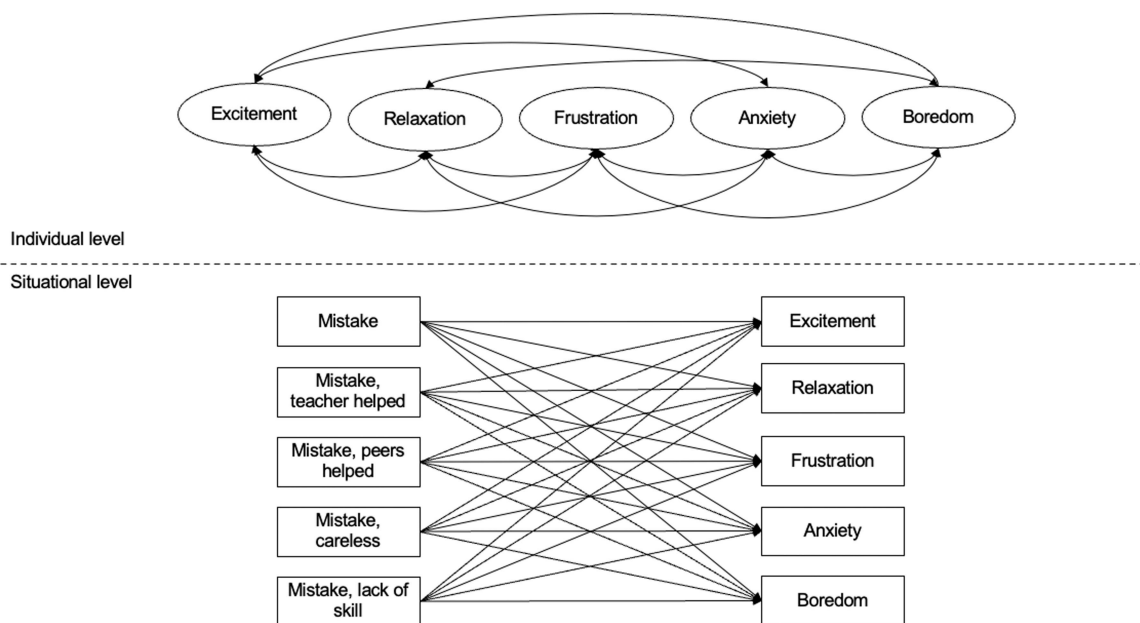 Excitement
Relaxation
Frustration
Anxiety
Boredom
Individual level
Situational level
Mistake
Excitement
Mistake,
teacher helped
Relaxation
Mistake, peers
helped
Frustration
Mistake,
careless
Anxiety
Mistake, lack of
skill
Boredom